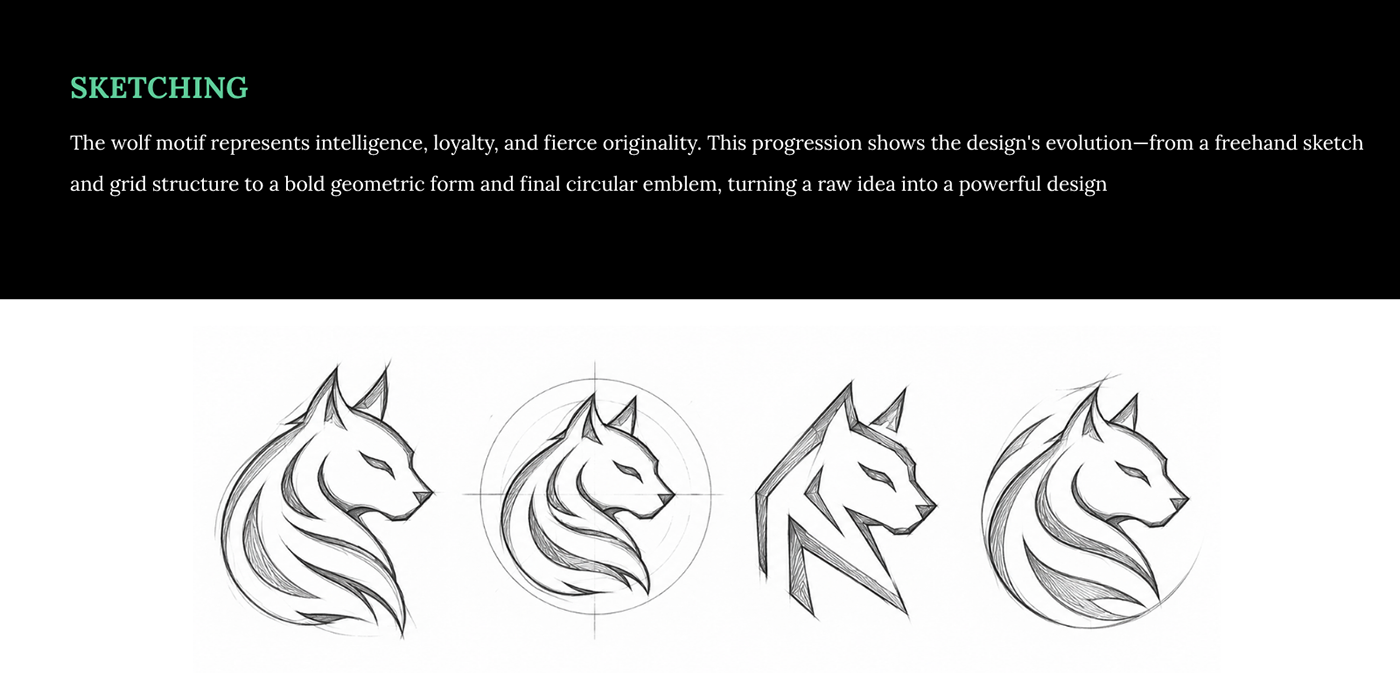 SKETCHING
The wolf motif represents intelligence, loyalty, and fierce originality. This progression shows the design's evolution—from a freehand sketch
and grid structure to a bold geometric form and final circular emblem, turning a raw idea into a powerful design